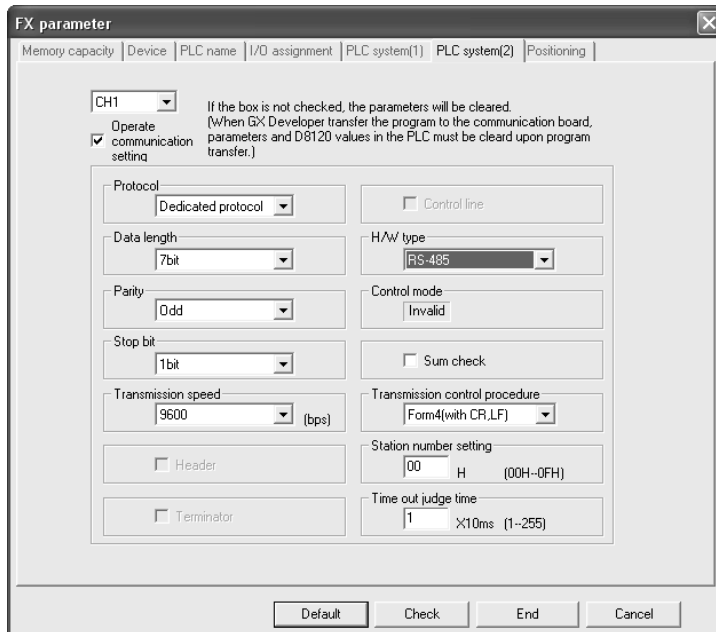 FX parameter
Memory capacity Device PLC name I/O assignment PLC system(1) PLC system(2) Positioning
CH1
If the box is not checked, the parameters will be cleared.
(When GX Developer transfer the program to the communication board,
parameters and D8120 values in the PLC must be cleard upon program
transfer.)
Operate
communication
setting
Protocol
Dedicated protocol
Control line
Data length
7bit
H/W type
RS-485
Parity
Odd
Control mode
Invalid
Stop bit
1bit
Sum check
Transmission speed
9600 (bps)
Transmission control procedure
Form4(with CR,LF)
Header
Station number setting
00 H (00H--0FH)
Terminator
Time out judge time
1 X10ms (1--255)
Default Check End Cancel